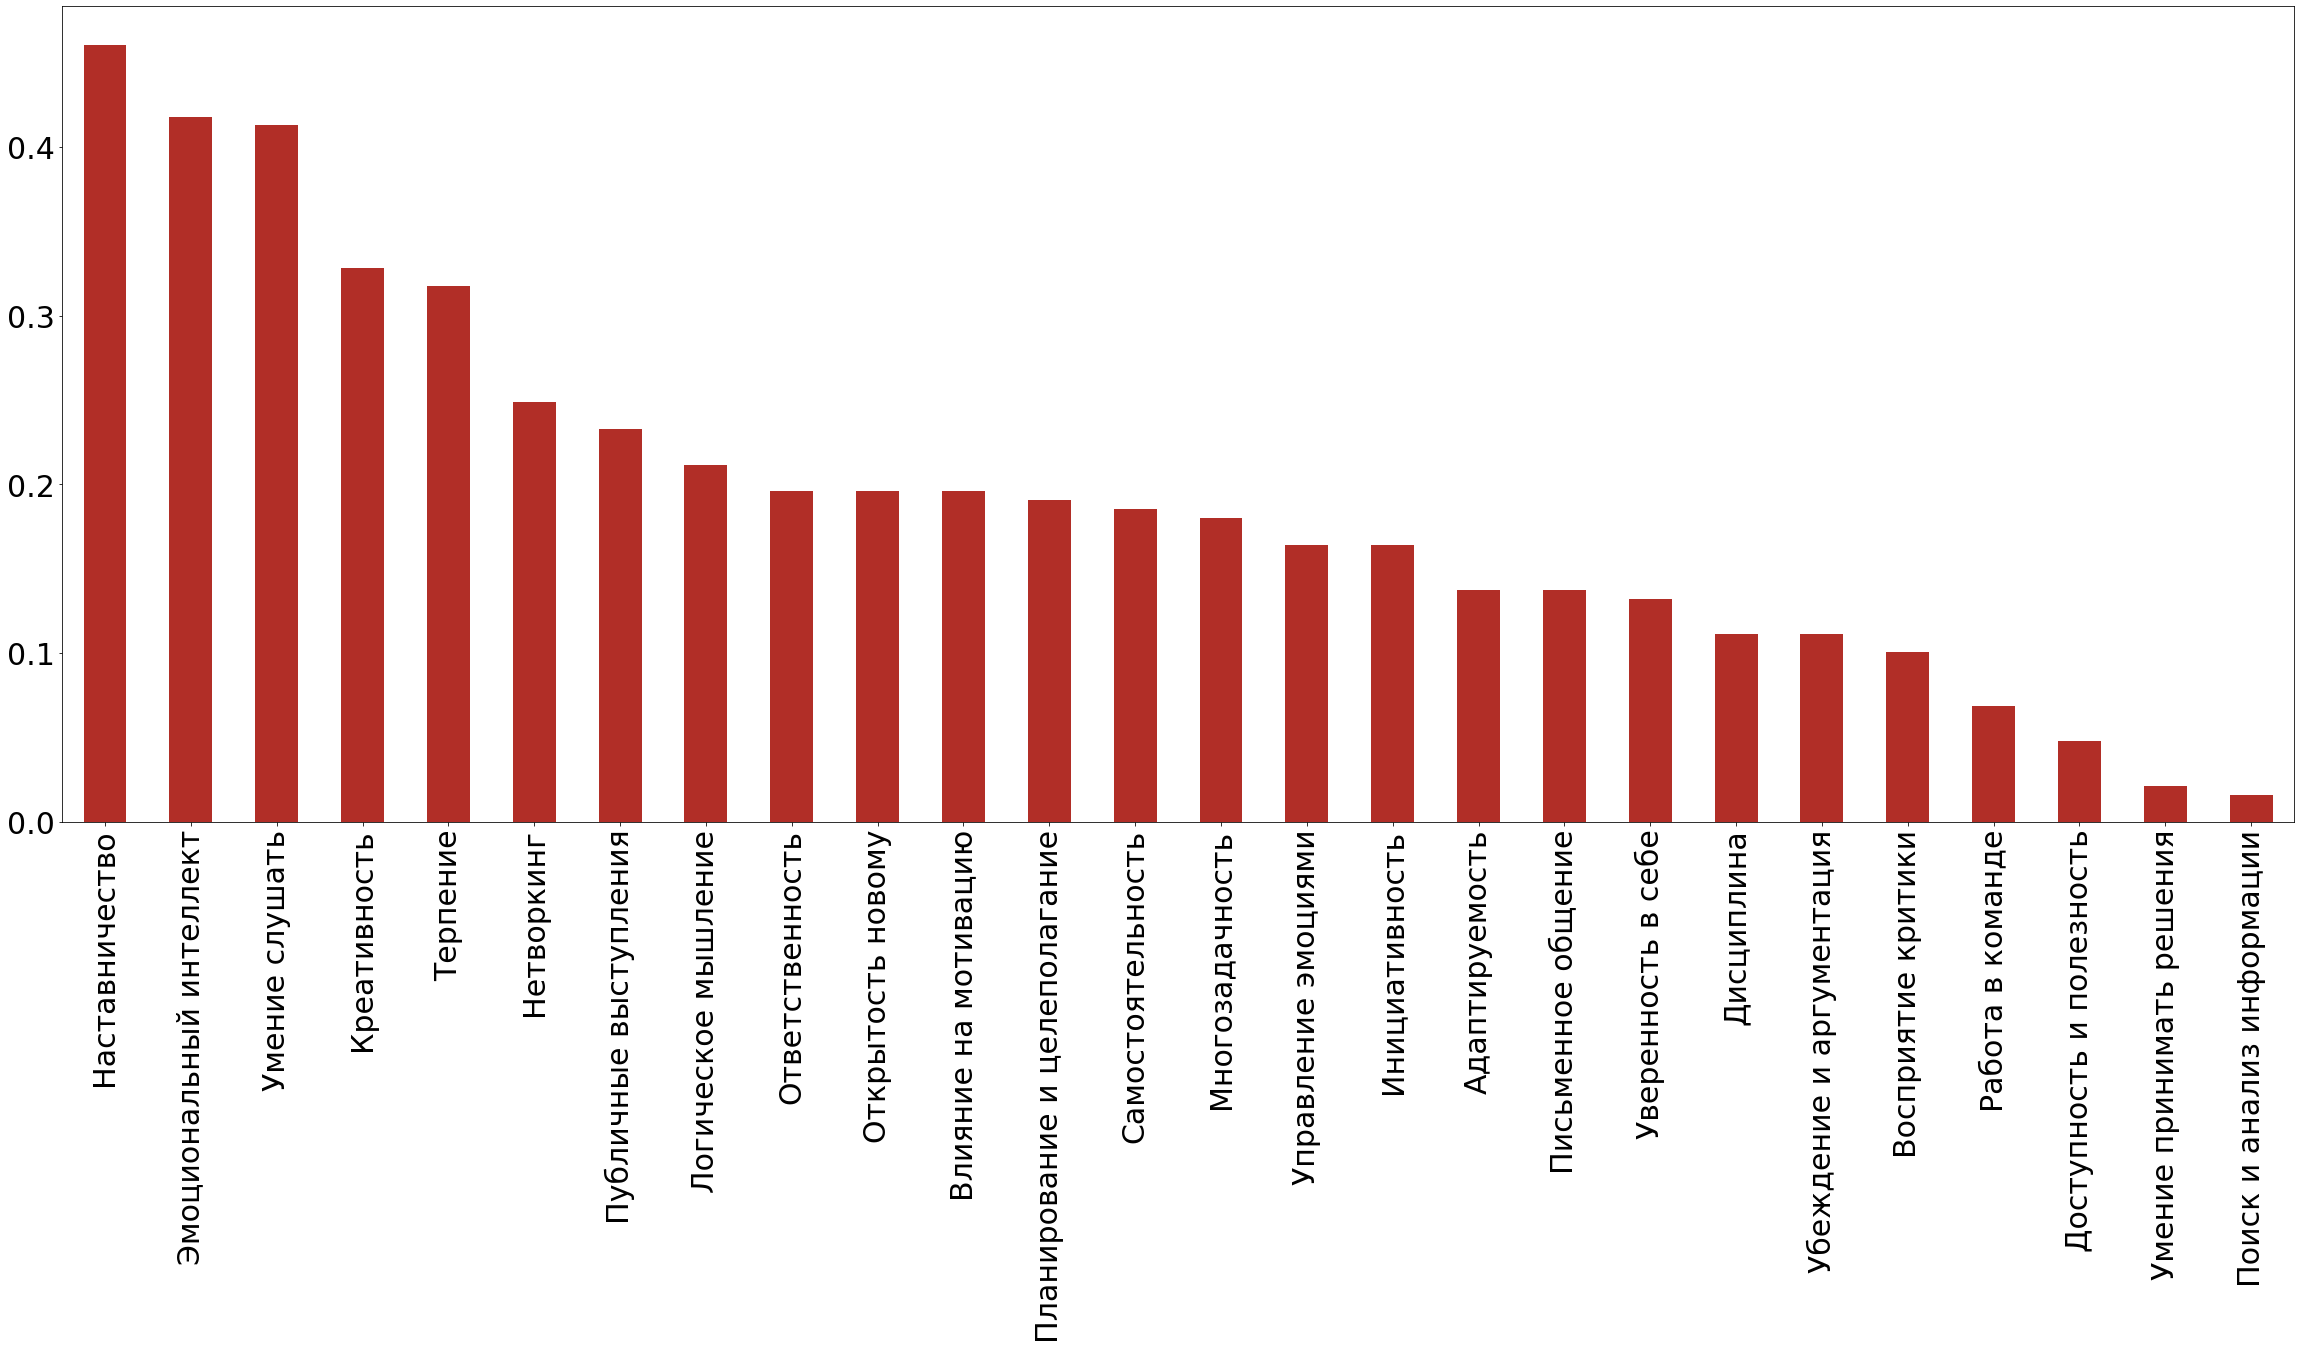 0.4
0.3
0.2
0.1
0.0
Наставничество
Эмоциональный интеллект
Умение слушать
Креативность
Терпение
Нетворкинг
Публичные выступления
Логическое мышление
Ответственность
Открытость новому
Влияние на мотивацию
Планирование и целеполагание
Самостоятельность
Многозадачность
Управление эмоциями
Инициативность
Адаптируемость
Письменное общение
Уверенность в себе
Дисциплина
Убеждение и аргументация
Восприятие критики
Работа в команде
Доступность и полезность
Умение принимать решения
Поиск и анализ информации